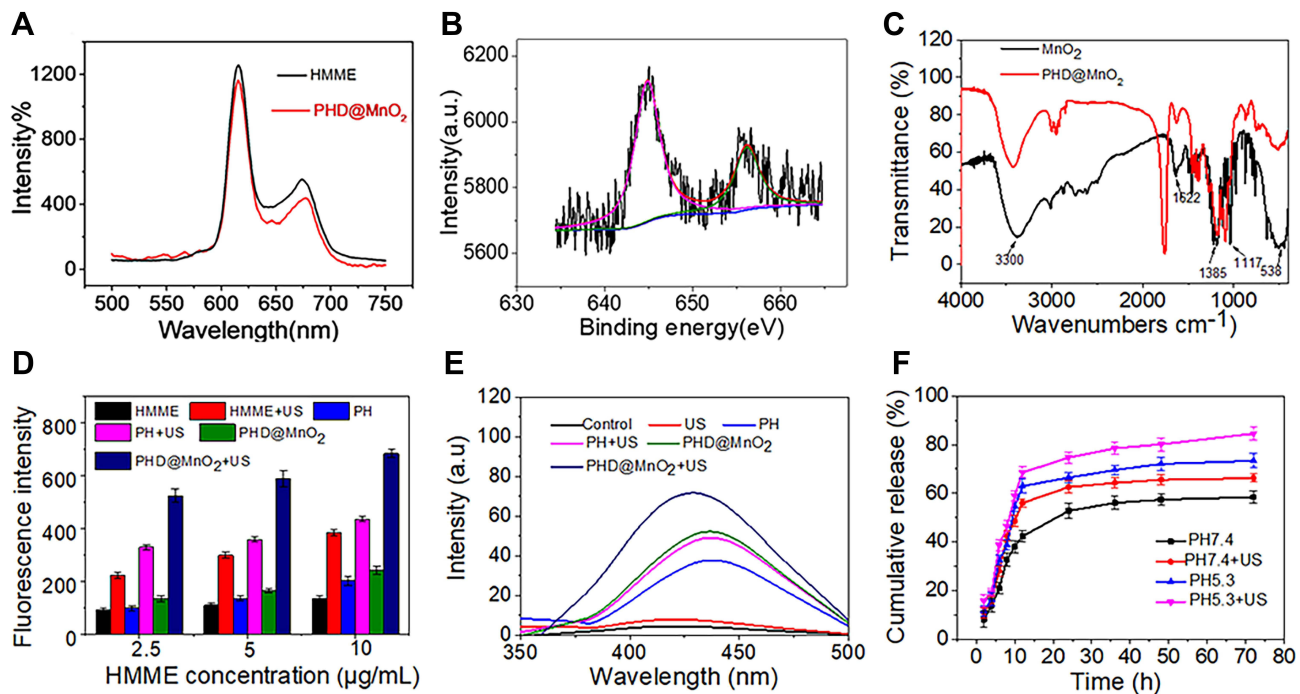 A
Intensity%
1200
800
400
0
HMME
PHD@MnO2
500 550 600 650 700 750
Wavelength(nm)
B
Intensity(a.u.)
6200
6000
5800
5600
630 640 650 660
Binding energy(eV)
C
Transmittance (%)
120
100
80
60
40
20
0
MnO2
PHD@MnO2
3300
1622
1385
1117
538
4000 3000 2000 1000
Wavenumbers cm-1)
D
Fluorescence intensity
800
600
400
200
0
HMME HMME+US PH
PH+US PHD@MnO2
PHD@MnO2+US
2.5 5 10
HMME concentration (µg/mL)
E
Intensity (a.u)
120
100
80
60
40
20
0
Control US PH
PH+US PHD@MnO2
PHD@MnO2+US
350 400 450 500
Wavelength (nm)
F
Cumulative release (%)
100
80
60
40
20
0
PH7.4
PH7.4+US
PH5.3
PH5.3+US
0 10 20 30 40 50 60 70 80
Time (h)